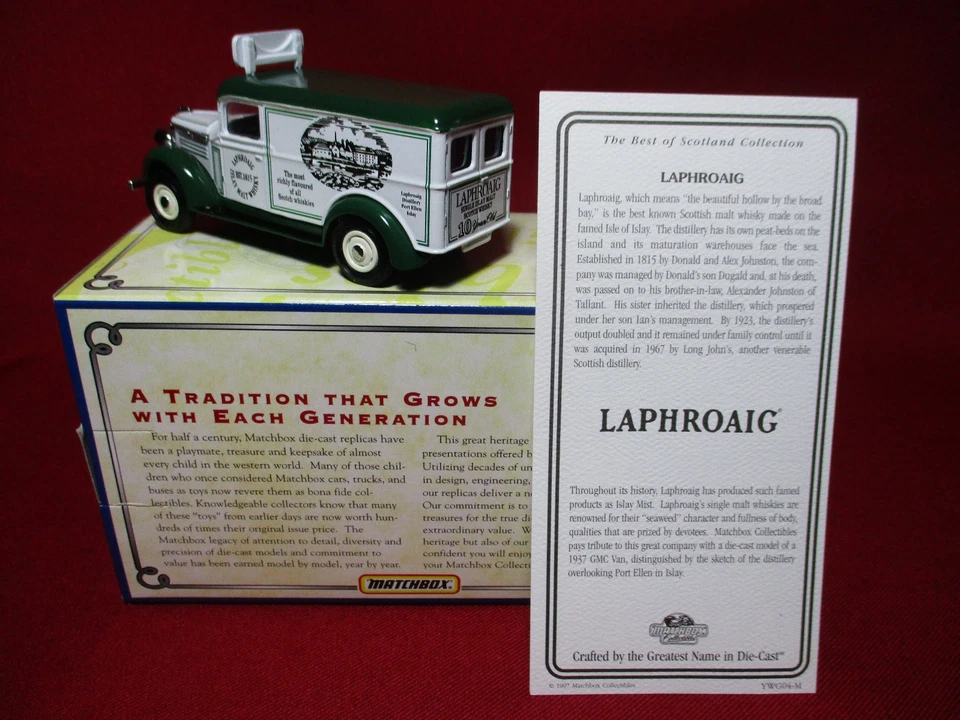 LAPHROAIG
EST. 1815
The most
richly flavoured
of all
Scotch whiskies
Laphroaig
Distillery
Port Ellen
Islay
LAPHROAIG
SINGLE ISLAY MALT
SCOTCH WHISKY
10 Years Old
A TRADITION THAT GROWS
WITH EACH GENERATION
For half a century, Matchbox die-cast replicas have
been a playmate, treasure and keepsake of almost
every child in the western world. Many of those chil-
dren who once considered Matchbox cars, trucks, and
buses as toys now revere them as bona fide col-
lectibles. Knowledgeable collectors know that many
of these "toys" from earlier days are now worth hun-
dreds of times their original issue price. The
Matchbox legacy of attention to detail, diversity and
precision of die-cast models and commitment to
value has been earned model by model, year by year.
This great heritage
presentations offered b
Utilizing decades of un
in design, engineering,
our replicas deliver a n
Our commitment is to
treasures for the true di
extraordinary value. W
heritage but also of our
confident you will enjoy
your Matchbox Collecti
MATCHBOX
The Best of Scotland Collection
LAPHROAIG
Laphroaig, which means "the beautiful hollow by the broad
bay," is the best known Scottish malt whisky made on the
famed Isle of Islay. The distillery has its own peat-beds on the
island and its maturation warehouses face the sea.
Established in 1815 by Donald and Alex Johnston, the com-
pany was managed by Donald's son Dugald and, at his death,
was passed on to his brother-in-law, Alexander Johnston of
Tallant. His sister inherited the distillery, which prospered
under her son Ian's management. By 1923, the distillery's
output doubled and it remained under family control until it
was acquired in 1967 by Long John's, another venerable
Scottish distillery.
LAPHROAIG®
Throughout its history, Laphroaig has produced such famed
products as Islay Mist. Laphroaig's single malt whiskies are
renowned for their "seaweed" character and fullness of body,
qualities that are prized by devotees. Matchbox Collectibles
pays tribute to this great company with a die-cast model of a
1937 GMC Van, distinguished by the sketch of the distillery
overlooking Port Ellen in Islay.
MATCHBOX
Collectibles
Crafted by the Greatest Name in Die-Cast™
© 1997 Matchbox Collectibles
YWG04-M